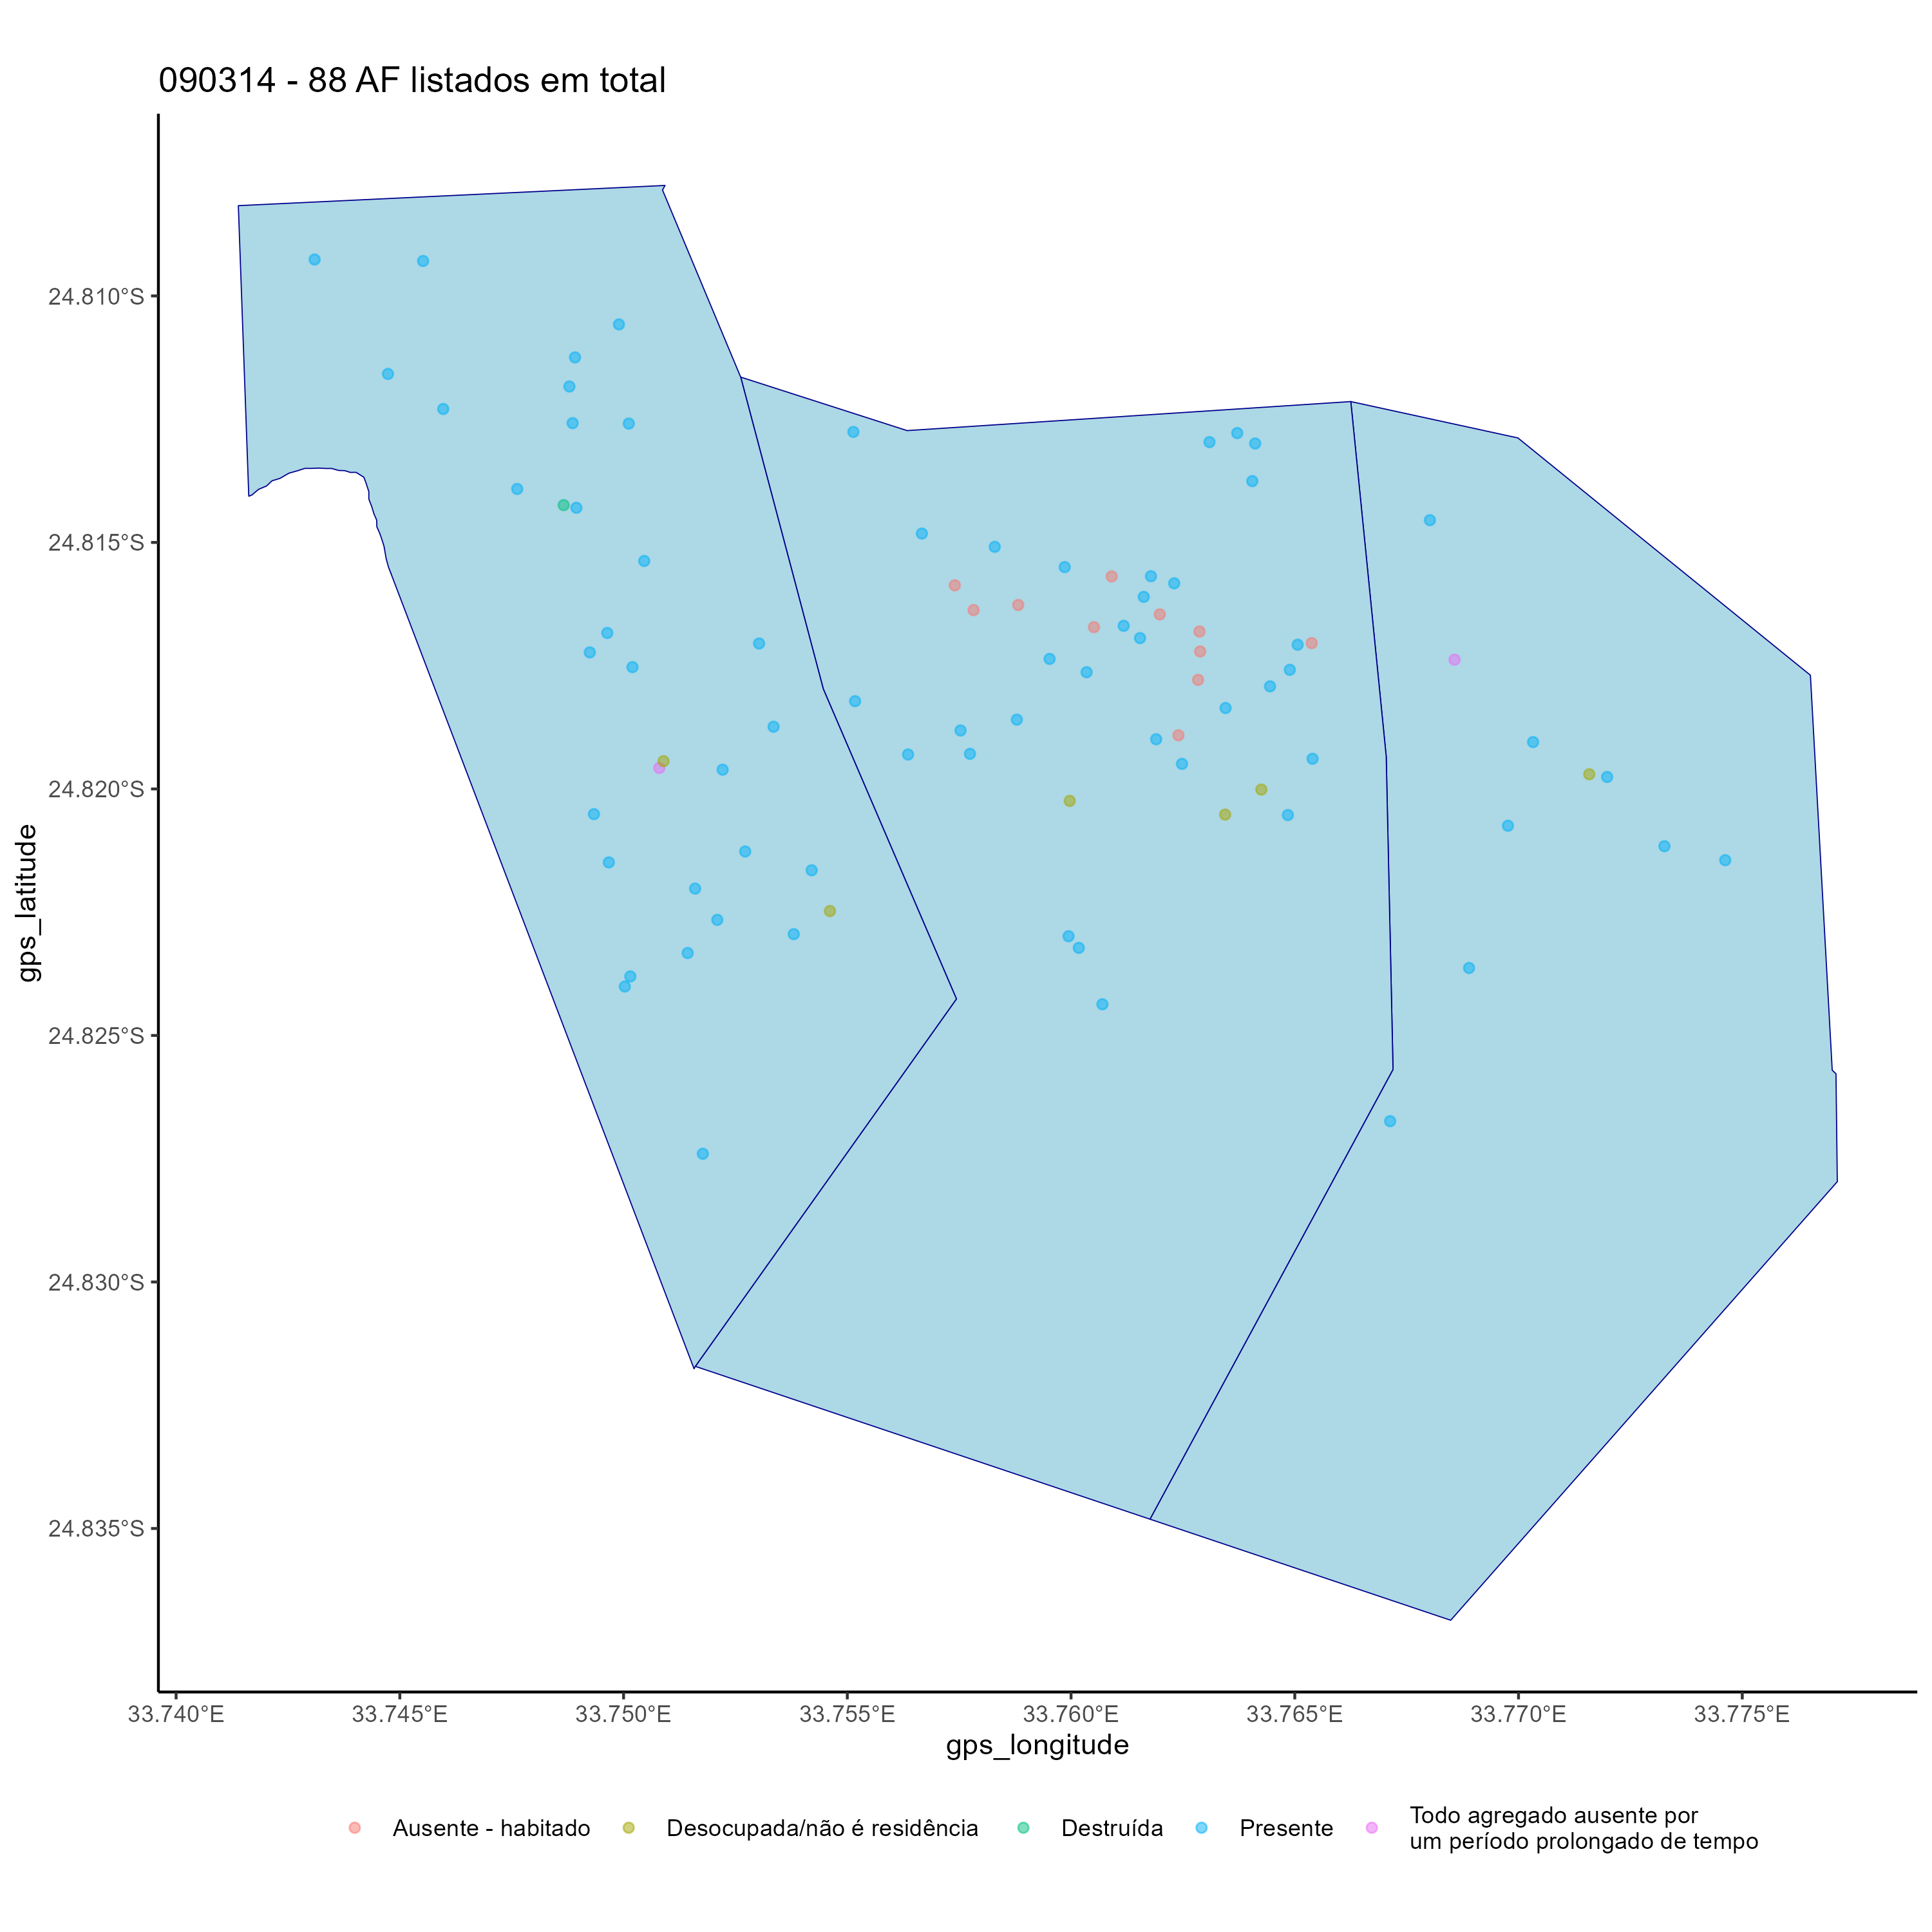 090314 - 88 AF listados em total
gps_latitude
24.810°S
24.815°S
24.820°S
24.825°S
24.830°S
24.835°S
33.740°E
33.745°E
33.750°E
33.755°E
33.760°E
33.765°E
33.770°E
33.775°E
gps_longitude
Ausente - habitado
Desocupada/não é residência
Destruída
Presente
Todo agregado ausente por
um período prolongado de tempo